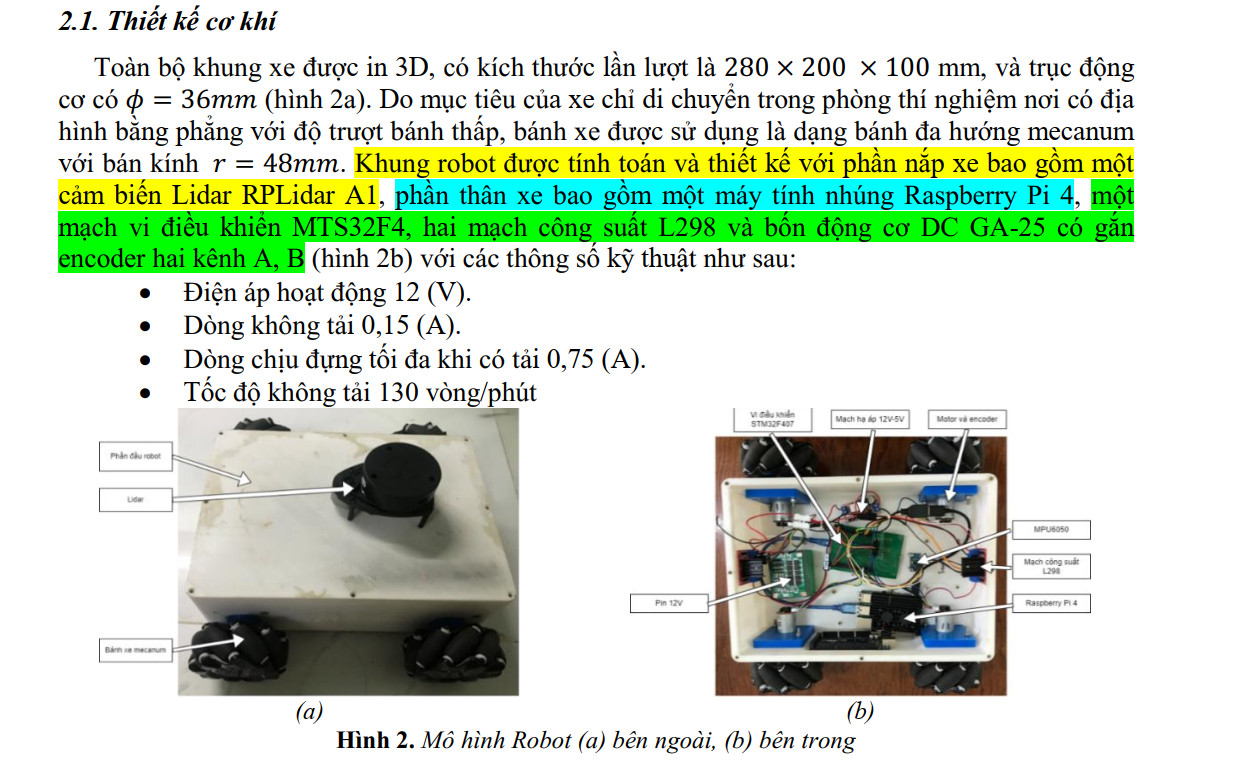 2.1. Thiết kế cơ khí
Toàn bộ khung xe được in 3D, có kích thước lần lượt là 280 × 200 × 100 mm, và trục động
cơ có ϕ = 36mm (hình 2a). Do mục tiêu của xe chỉ di chuyển trong phòng thí nghiệm nơi có địa
hình bằng phẳng với độ trượt bánh thấp, bánh xe được sử dụng là dạng bánh đa hướng mecanum
với bán kính r = 48mm. Khung robot được tính toán và thiết kế với phần nắp xe bao gồm một
cảm biến Lidar RPLidar A1, phần thân xe bao gồm một máy tính nhúng Raspberry Pi 4, một
mạch vi điều khiển MTS32F4, hai mạch công suất L298 và bốn động cơ DC GA-25 có gắn
encoder hai kênh A, B (hình 2b) với các thông số kỹ thuật như sau:
• Điện áp hoạt động 12 (V).
• Dòng không tải 0,15 (A).
• Dòng chịu đựng tối đa khi có tải 0,75 (A).
• Tốc độ không tải 130 vòng/phút
Phần đầu robot
Lidar
Bánh xe mecanum
Vi điều khiển
STM32F407
Mạch hạ áp 12V-5V
Motor và encoder
MPU6050
Mạch công suất
L298
Pin 12V
Raspberry Pi 4
(a)
(b)
Hình 2. Mô hình Robot (a) bên ngoài, (b) bên trong